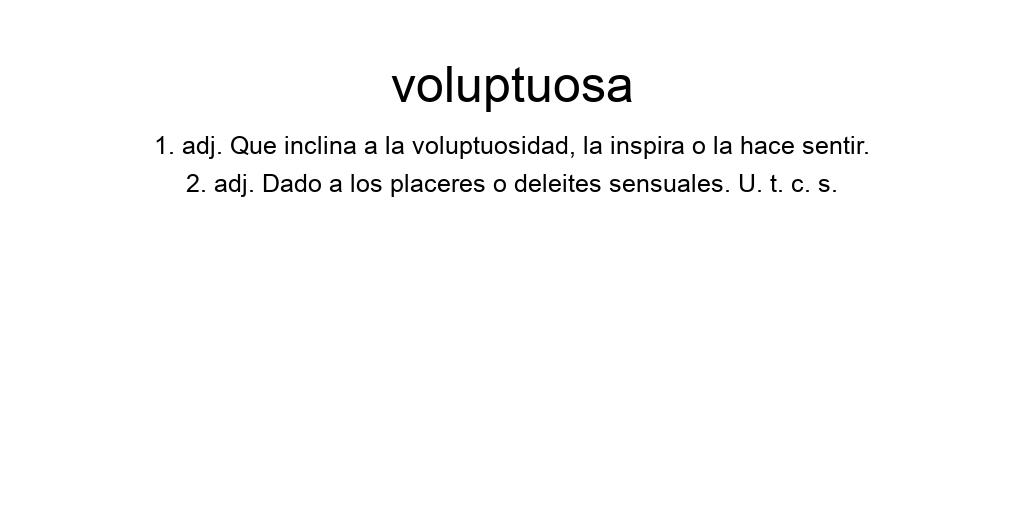 voluptuosa
1. adj. Que inclina a la voluptuosidad, la inspira o la hace sentir.
2. adj. Dado a los placeres o deleites sensuales. U. t. c. s.